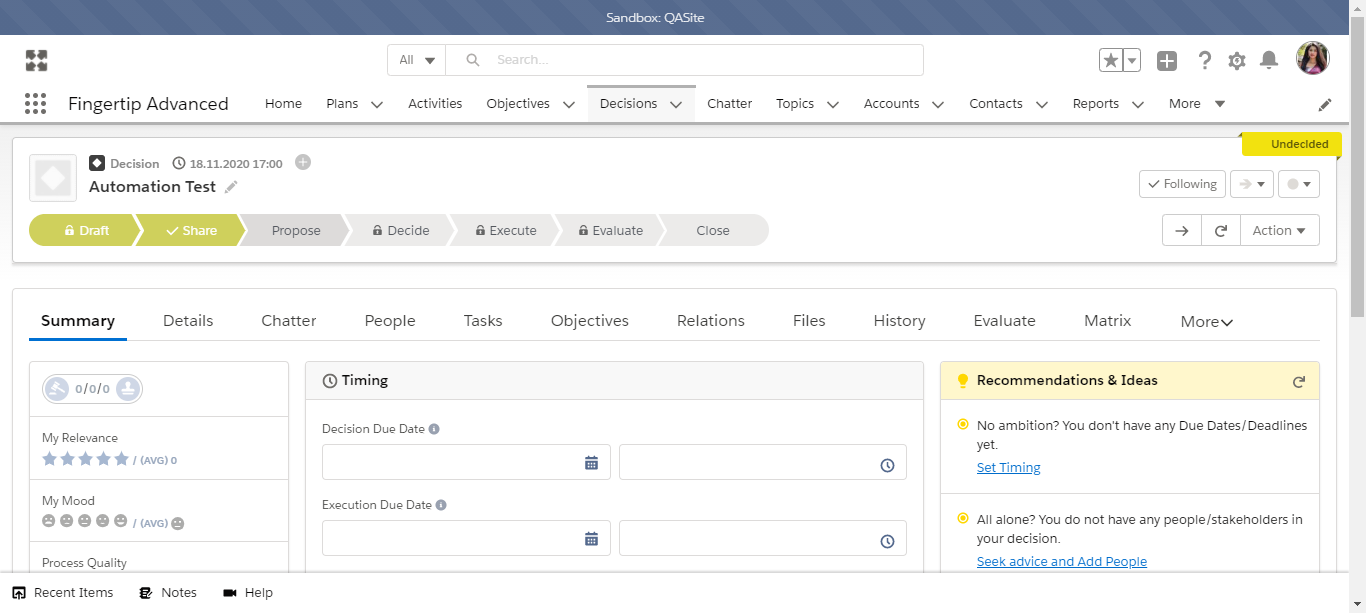 Sandbox: QASite
All
Search...
Fingertip Advanced
Home
Plans
Activities
Objectives
Decisions
Chatter
Topics
Accounts
Contacts
Reports
More
Undecided
Decision
18.11.2020 17:00
Automation Test
Following
Draft
Share
Propose
Decide
Execute
Evaluate
Close
Action
Summary
Details
Chatter
People
Tasks
Objectives
Relations
Files
History
Evaluate
Matrix
More
0/0/0
My Relevance
/ (AVG) 0
My Mood
/ (AVG)
Process Quality
Timing
Decision Due Date
Execution Due Date
Recommendations & Ideas
No ambition? You don't have any Due Dates/Deadlines
yet.
Set Timing
All alone? You do not have any people/stakeholders in
your decision.
Seek advice and Add People
Recent Items
Notes
Help